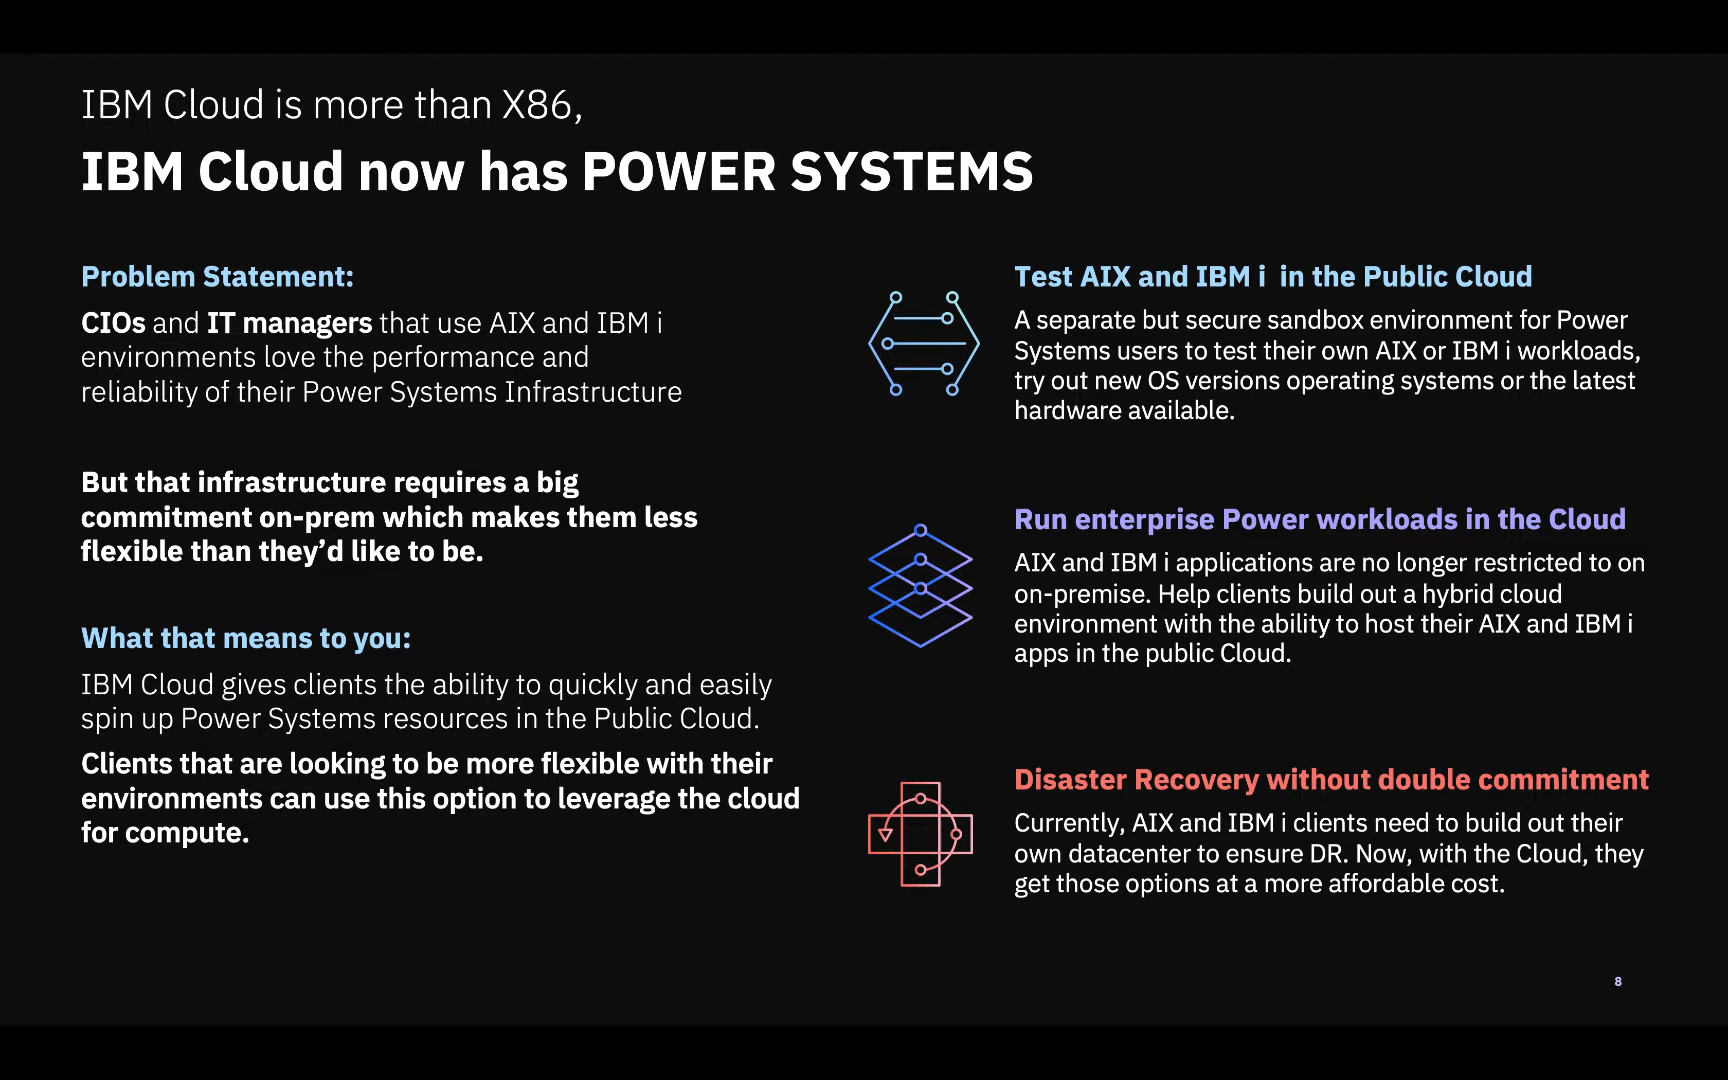 IBM Cloud is more than X86,
IBM Cloud now has POWER SYSTEMS
Problem Statement:
CIOs and IT managers that use AIX and IBM i
environments love the performance and
reliability of their Power Systems Infrastructure
But that infrastructure requires a big
commitment on-prem which makes them less
flexible than they’d like to be.
What that means to you:
IBM Cloud gives clients the ability to quickly and easily
spin up Power Systems resources in the Public Cloud.
Clients that are looking to be more flexible with their
environments can use this option to leverage the cloud
for compute.
Test AIX and IBM i  in the Public Cloud
A separate but secure sandbox environment for Power
Systems users to test their own AIX or IBM i workloads,
try out new OS versions operating systems or the latest
hardware available.
Run enterprise Power workloads in the Cloud
AIX and IBM i applications are no longer restricted to on
on-premise. Help clients build out a hybrid cloud
environment with the ability to host their AIX and IBM i
apps in the public Cloud.
Disaster Recovery without double commitment
Currently, AIX and IBM i clients need to build out their
own datacenter to ensure DR. Now, with the Cloud, they
get those options at a more affordable cost.
8